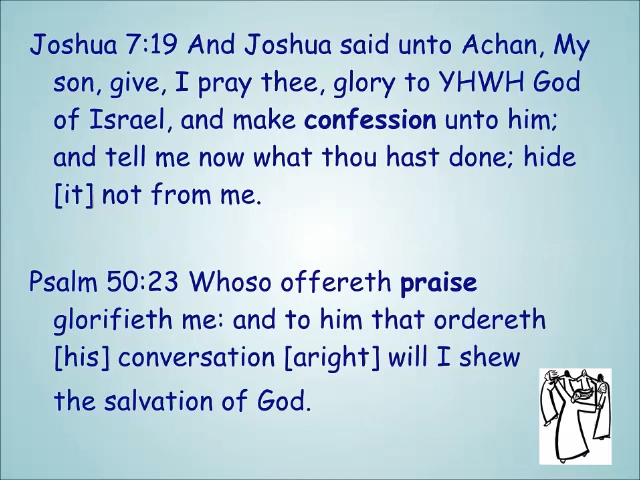 Joshua 7:19 And Joshua said unto Achan, My
son, give, I pray thee, glory to YHWH God
of Israel, and make confession unto him;
and tell me now what thou hast done; hide
[it] not from me.
Psalm 50:23 Whoso offereth praise
glorifieth me: and to him that ordereth
[his] conversation [aright] will I shew
the salvation of God.